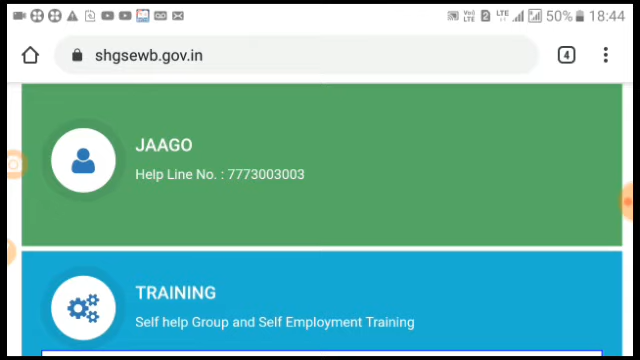 50% 18:44
shgsewb.gov.in
4
JAAGO
Help Line No. : 7773003003
TRAINING
Self help Group and Self Employment Training